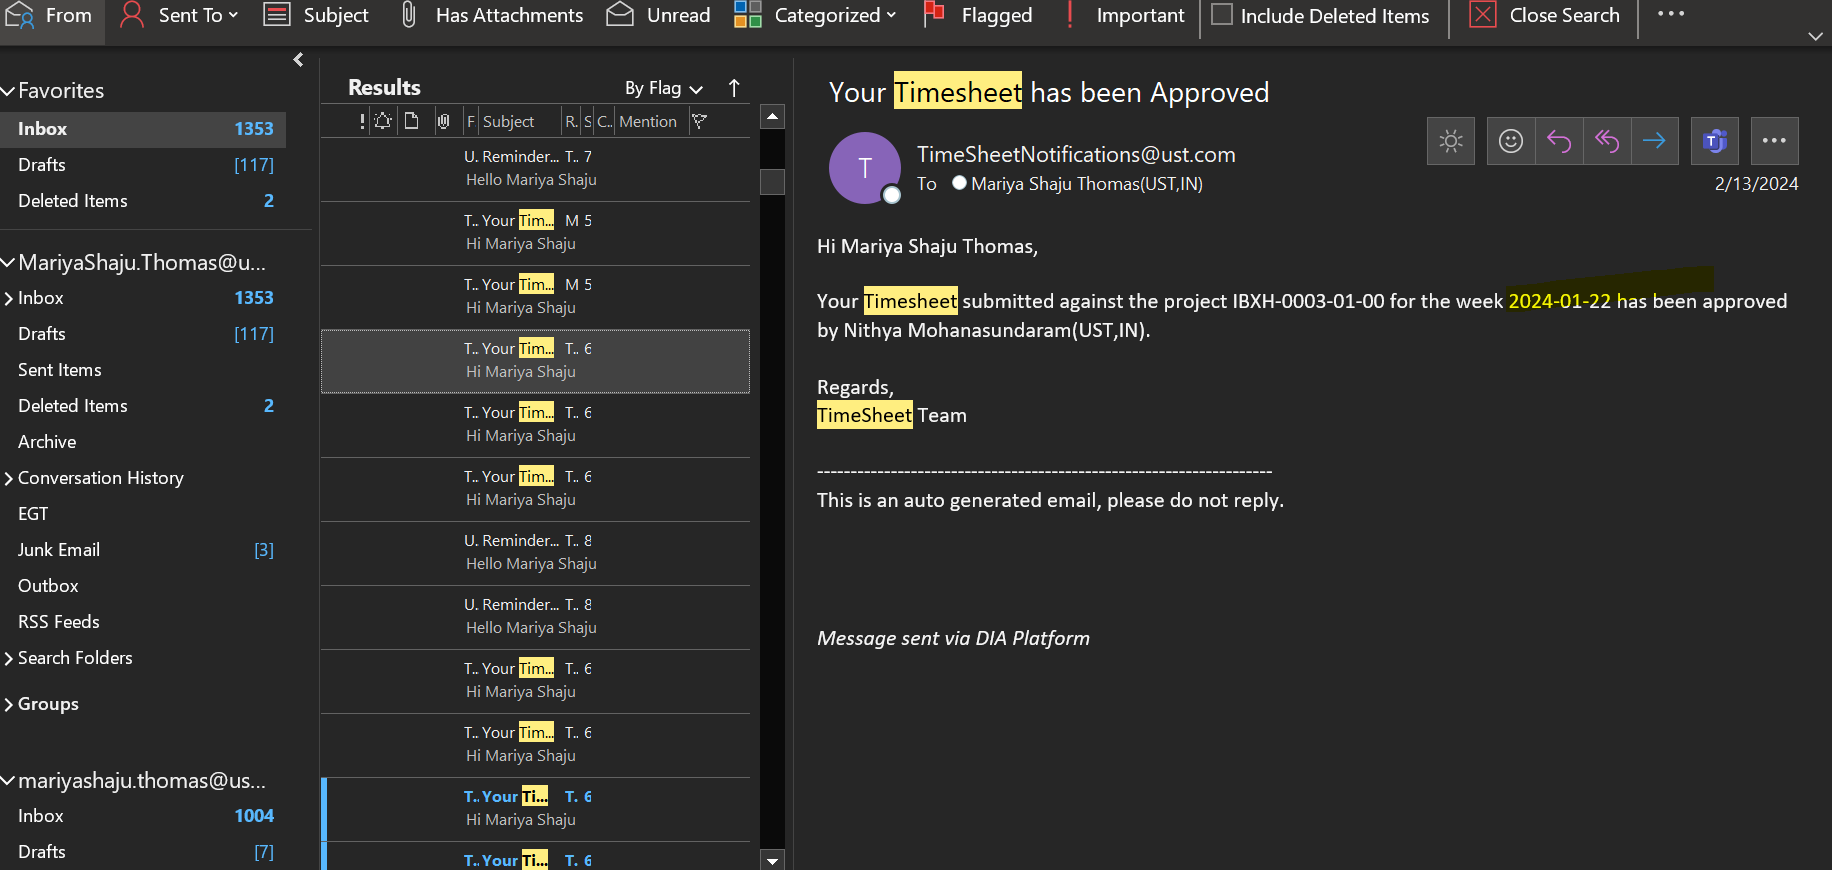 From
Sent To
Subject
Has Attachments
Unread
Categorized
Flagged
! Important
Include Deleted Items
Close Search
...
Favorites
Inbox 1353
Drafts [117]
Deleted Items 2
MariyaShaju.Thomas@u...
Inbox 1353
Drafts [117]
Sent Items
Deleted Items 2
Archive
Conversation History
EGT
Junk Email [3]
Outbox
RSS Feeds
Search Folders
Groups
mariyashaju.thomas@us...
Inbox 1004
Drafts [7]
Results
By Flag
! F Subject R. S C.. Mention
U. Reminder... T.. 7
Hello Mariya Shaju
T.. Your Tim... M 5
Hi Mariya Shaju
T.. Your Tim... M 5
Hi Mariya Shaju
T.. Your Tim... T.. 6
Hi Mariya Shaju
T.. Your Tim... T.. 6
Hi Mariya Shaju
T.. Your Tim... T.. 6
Hi Mariya Shaju
U. Reminder... T.. 8
Hello Mariya Shaju
U. Reminder... T.. 8
Hello Mariya Shaju
T.. Your Tim... T.. 6
Hi Mariya Shaju
T.. Your Tim... T.. 6
Hi Mariya Shaju
T.. Your Ti... T. 6
Hi Mariya Shaju
T.. Your Ti... T. 6
Your Timesheet has been Approved
T
TimeSheetNotifications@ust.com
To Mariya Shaju Thomas(UST,IN)
T
...
2/13/2024
Hi Mariya Shaju Thomas,
Your Timesheet submitted against the project IBXH-0003-01-00 for the week 2024-01-22 has been approved
by Nithya Mohanasundaram(UST,IN).
Regards,
TimeSheet Team
---------------------------------------------------------------------
This is an auto generated email, please do not reply.
Message sent via DIA Platform